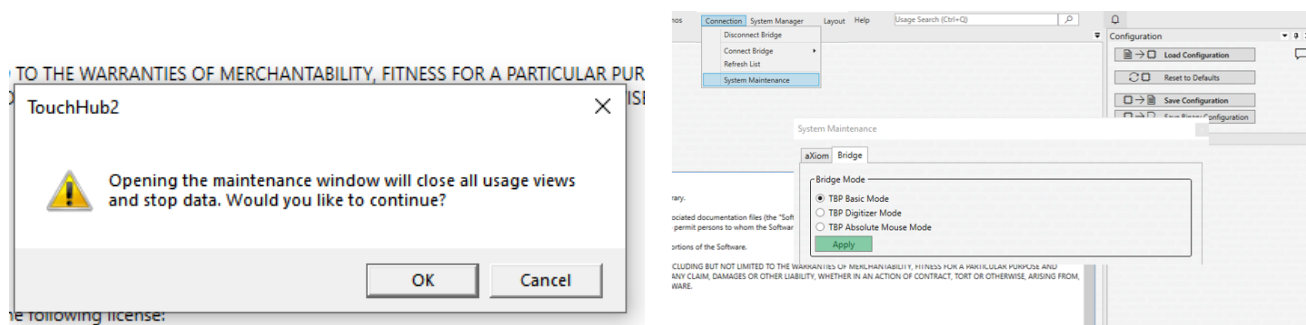 TO THE WARRANTIES OF MERCHANTABILITY, FITNESS FOR A PARTICULAR PUR
TouchHub2
Opening the maintenance window will close all usage views
and stop data. Would you like to continue?
OK Cancel
he following license:
Connection System Manager Layout Help Usage Search (Ctrl+Q)
Disconnect Bridge
Connect Bridge
Refresh List
System Maintenance
Configuration
Load Configuration
Reset to Defaults
Save Configuration
Save Binary Configuration
System Maintenance
aXiom Bridge
Bridge Mode
TBP Basic Mode
TBP Digitizer Mode
TBP Absolute Mouse Mode
Apply
rary.
ociated documentation files (the "Soft
permit persons to whom the Softwar
ortions of the Software.
CLUDING BUT NOT LIMITED TO THE WARRANTIES OF MERCHANTABILITY, FITNESS FOR A PARTICULAR PURPOSE AND
ANY CLAIM, DAMAGES OR OTHER LIABILITY, WHETHER IN AN ACTION OF CONTRACT, TORT OR OTHERWISE, ARISING FROM,
WARE.